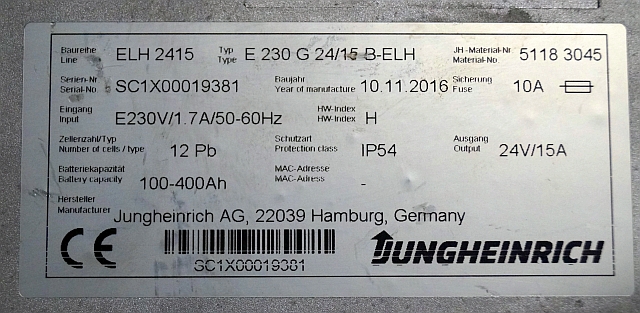 Baureihe ELH 2415 Typ E 230 G 24/15 B-ELH JH-Material-Nr 5118 3045
Line Type Material-No.
Serien-Nr SC1X00019381 Baujahr 10.11.2016 Sicherung 10A
Serial-No. Year of manufacture Fuse
Eingang E230V/1.7A/50-60Hz HW-Index H
Input HW-Index
Zellenzahl/Typ 12 Pb Schutzart IP54 Ausgang 24V/15A
Number of cells / type Protection class Output
Batteriekapazität 100-400Ah MAC-Adresse -
Battery capacity MAC-Adress
Hersteller Jungheinrich AG, 22039 Hamburg, Germany
Manufacturer
CE SC1X00019381 JUNGHEINRICH